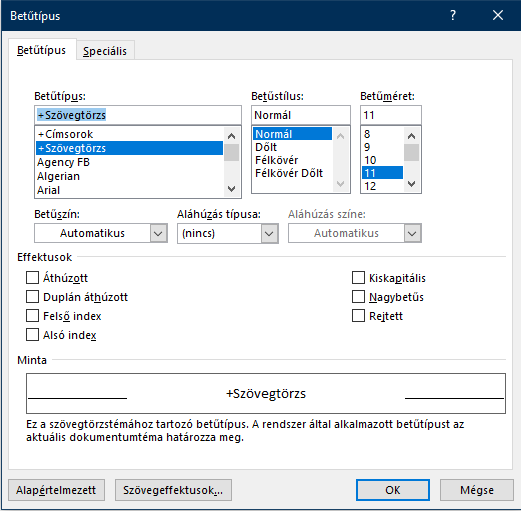 Betűtípus
?
Betűtípus Speciális
Betűtípus: Betűstílus: Betűméret:
+Szövegtörzs Normál 11
+Címsorok Normál 8
+Szövegtörzs Dőlt 9
Agency FB Félkövér 10
Algerian Félkövér Dőlt 11
Arial 12
Betűszín: Aláhúzás típusa: Aláhúzás színe:
Automatikus (nincs) Automatikus
Effektusok
Áthúzott Kiskapitális
Duplán áthúzott Nagybetűs
Felső index Rejtett
Alsó index
Minta
+Szövegtörzs
Ez a szövegtörzstémához tartozó betűtípus. A rendszer által alkalmazott betűtípust az
aktuális dokumentumtéma határozza meg.
Alapértelmezett Szövegeffektusok... OK Mégse